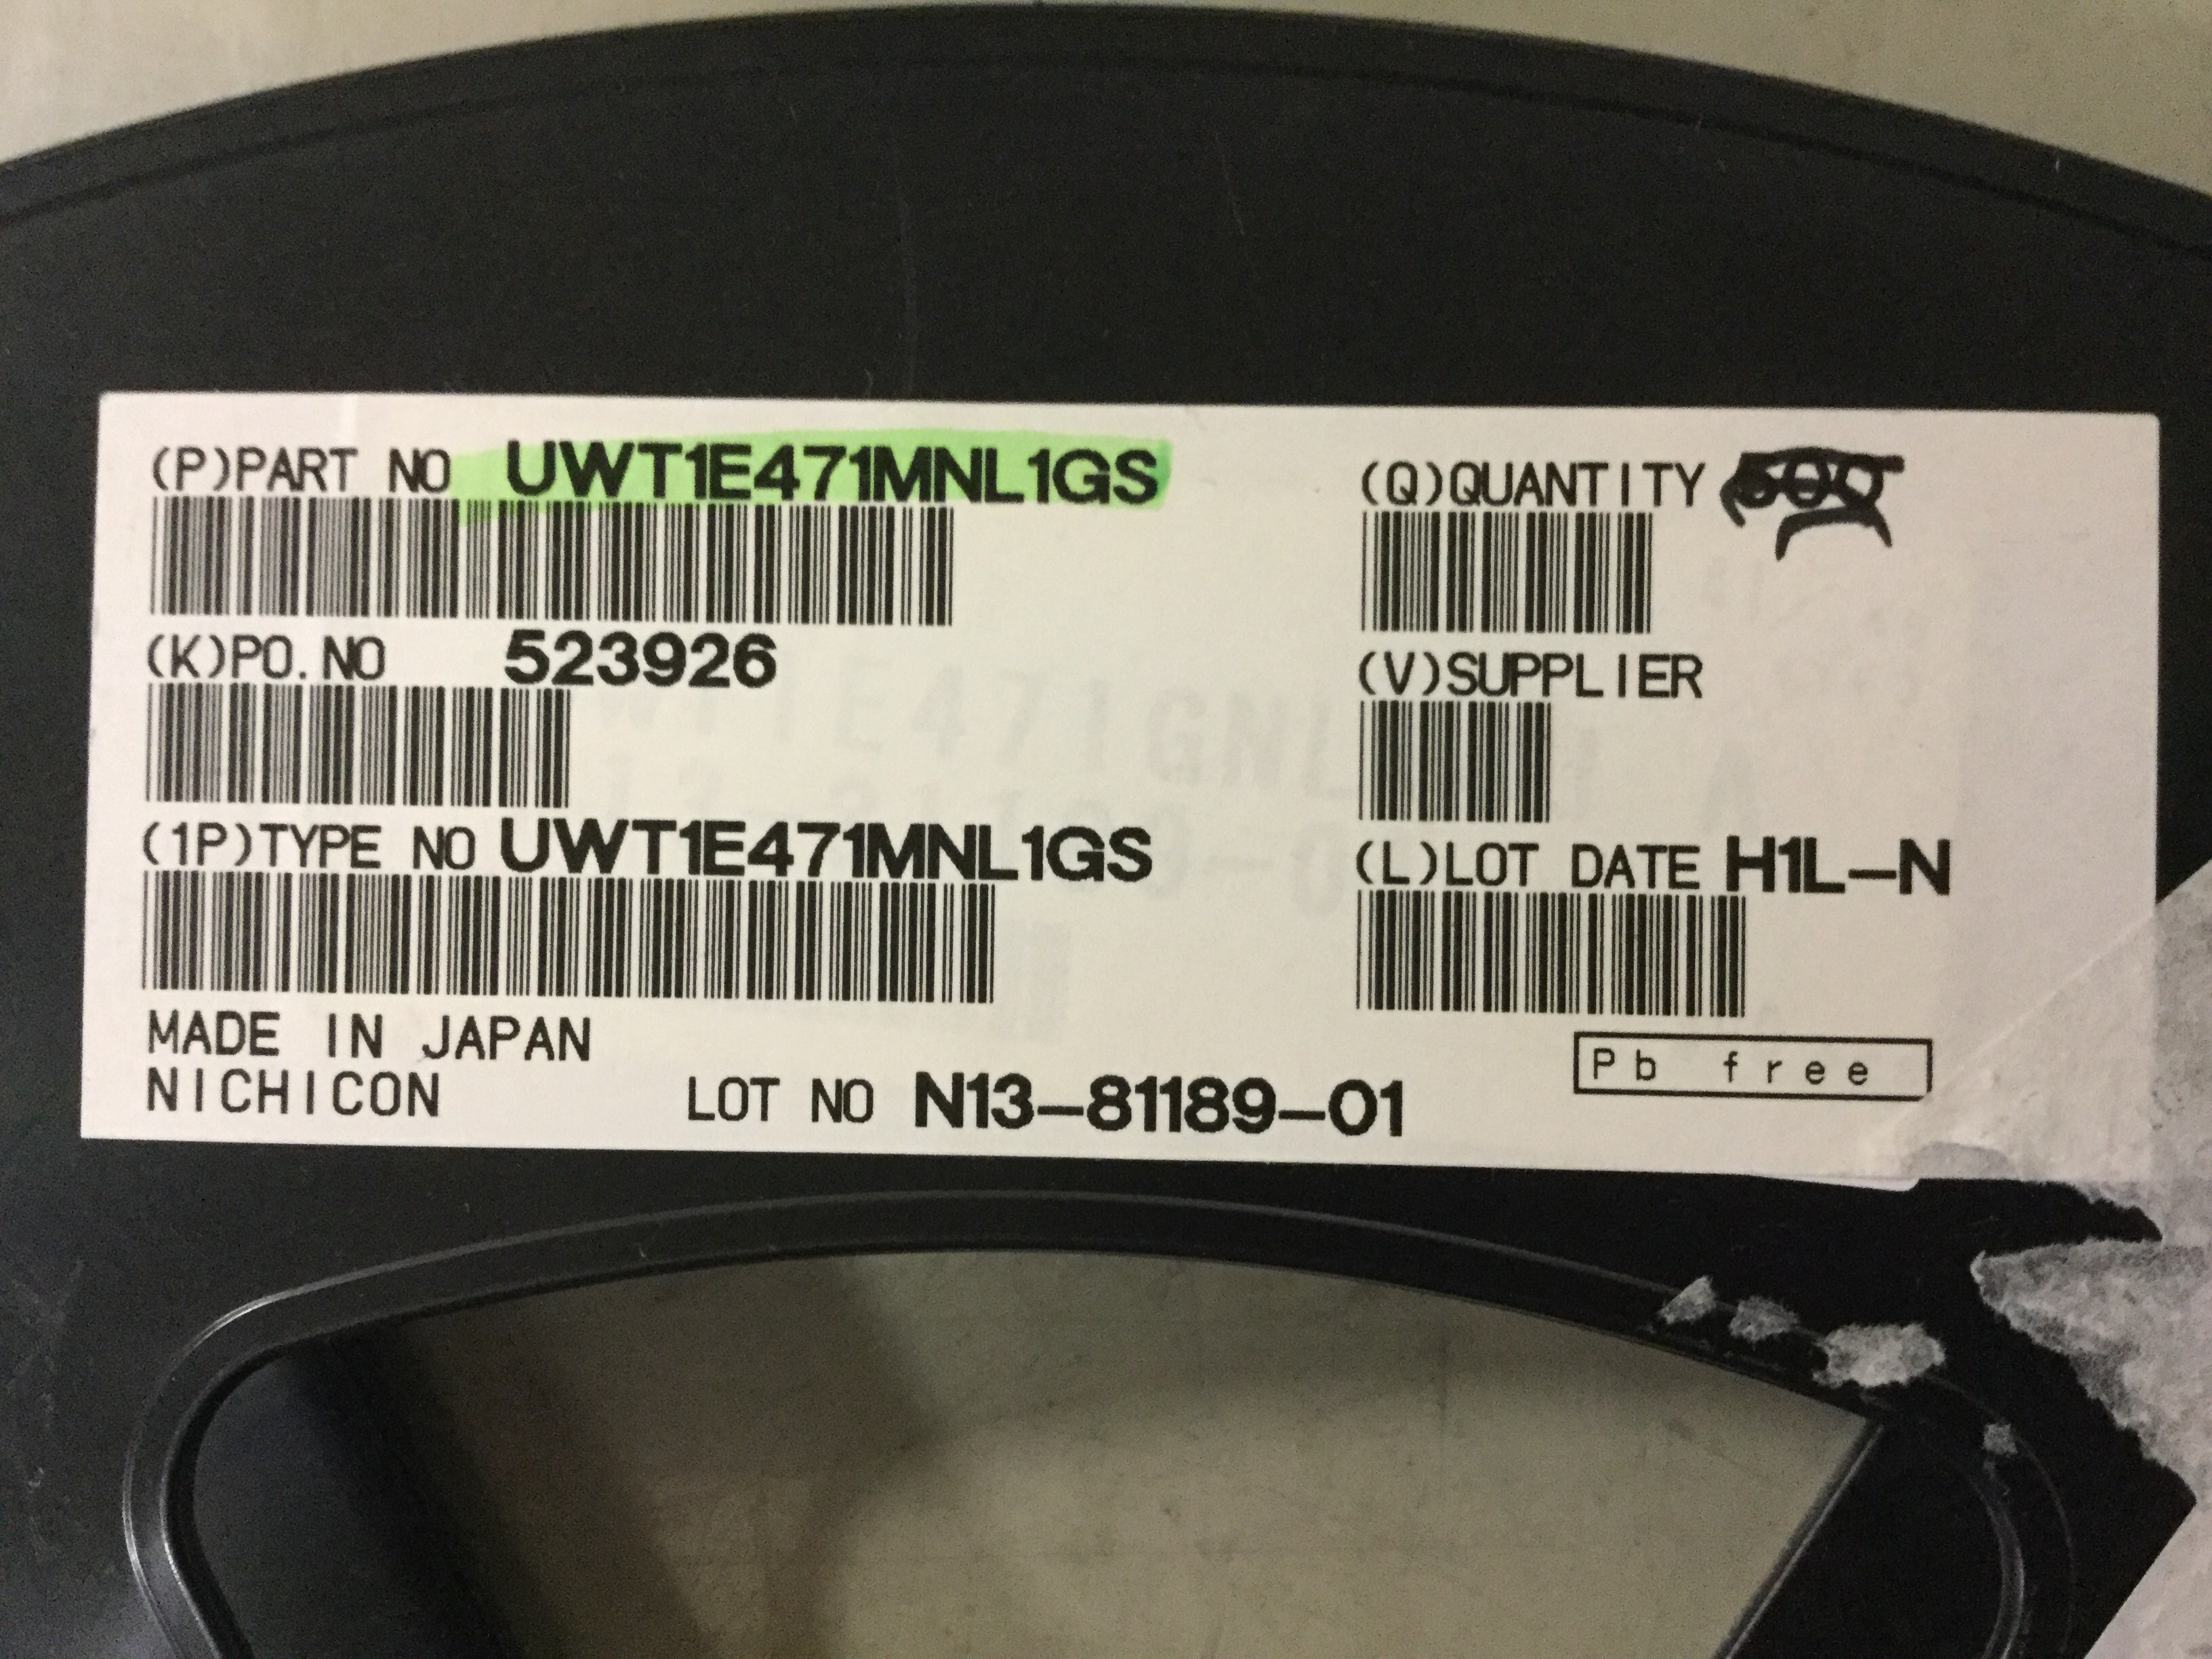 (P)PART NO UWT1E471MNL1GS
(Q)QUANTITY 500
(K)PO.NO 523926
(V)SUPPLIER
(1P)TYPE NO UWT1E471MNL1GS
(L)LOT DATE H1L-N
MADE IN JAPAN
NICHICON
LOT NO N13-81189-01
Pb free